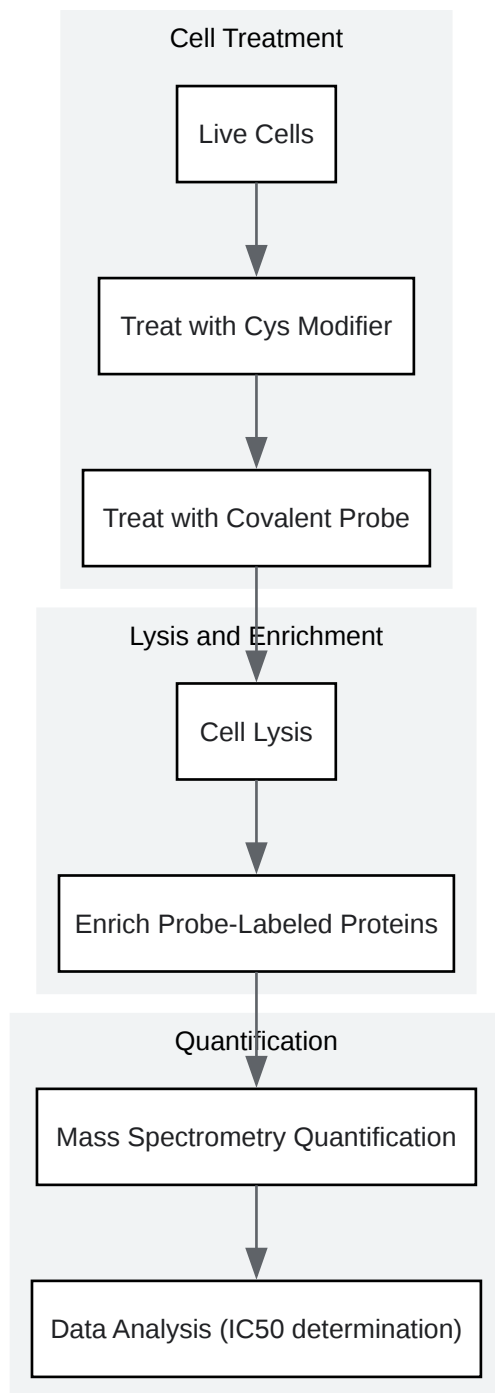 Cell Treatment
Live Cells
Treat with Cys Modifier
Treat with Covalent Probe
Lysis and Enrichment
Cell Lysis
Enrich Probe-Labeled Proteins
Quantification
Mass Spectrometry Quantification
Data Analysis (IC50 determination)